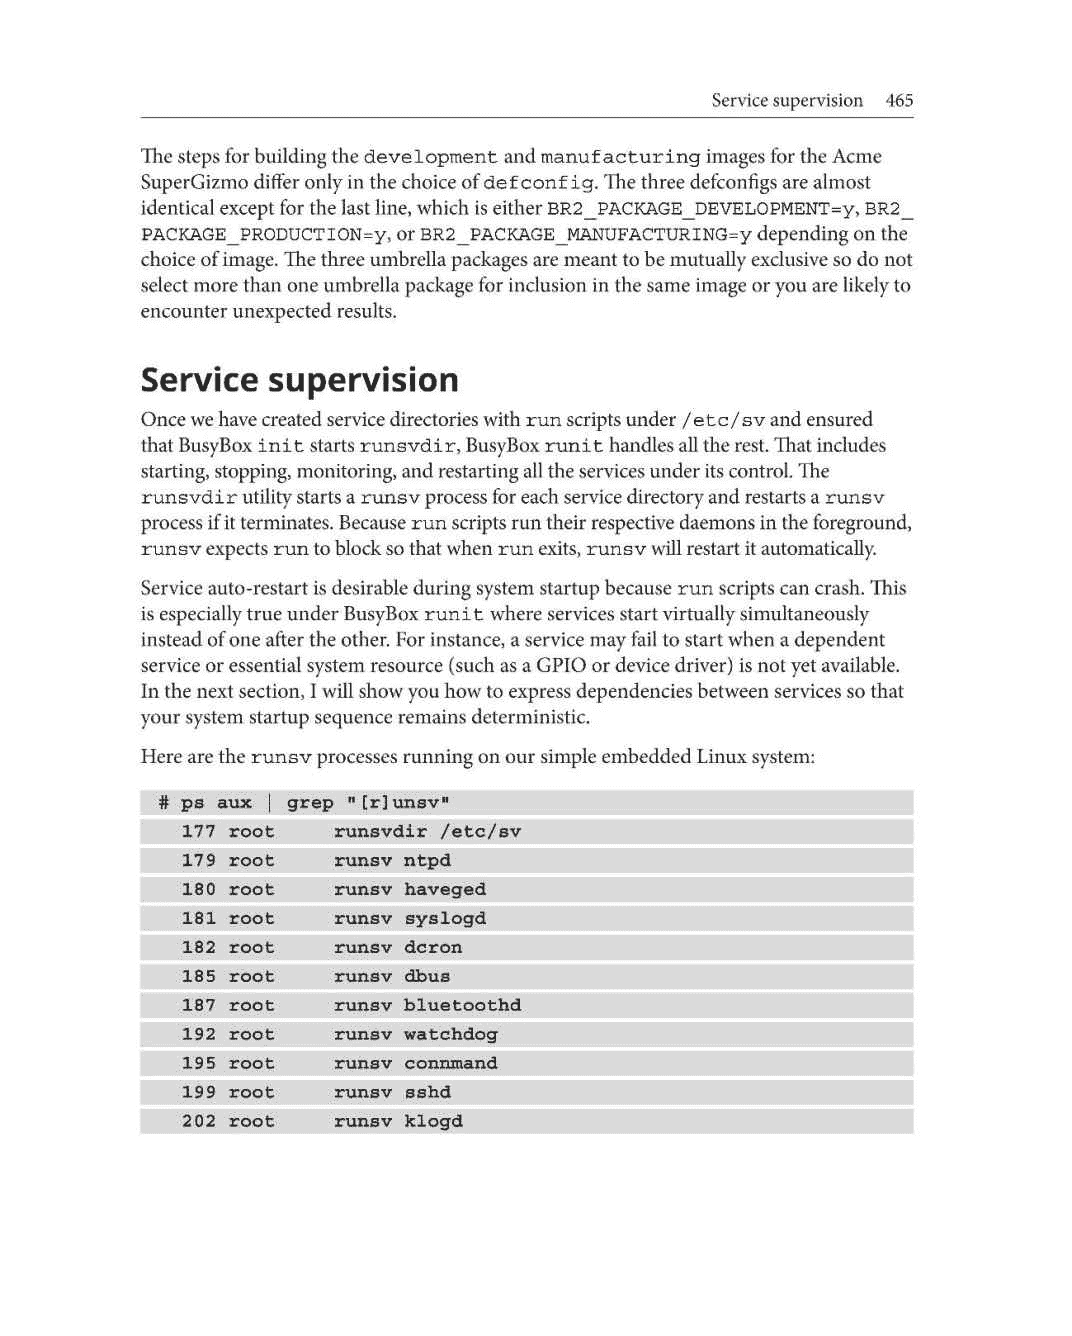 Service supervision 465
The steps for building the development and manufacturing images for the Acme
SuperGizmo differ only in the choice of defconfig. The three defconfigs are almost
identical except for the last line, which is either BR2_PACKAGE_DEVELOPMENT=y, BR2_
PACKAGE_PRODUCTION=y, or BR2_PACKAGE_MANUFACTURING=y depending on the
choice of image. The three umbrella packages are meant to be mutually exclusive so do not
select more than one umbrella package for inclusion in the same image or you are likely to
encounter unexpected results.
Service supervision
Once we have created service directories with run scripts under /etc/sv and ensured
that BusyBox init starts runsvdir, BusyBox runit handles all the rest. That includes
starting, stopping, monitoring, and restarting all the services under its control. The
runsvdir utility starts a runsv process for each service directory and restarts a runsv
process if it terminates. Because run scripts run their respective daemons in the foreground,
runsv expects run to block so that when run exits, runsv will restart it automatically.
Service auto-restart is desirable during system startup because run scripts can crash. This
is especially true under BusyBox runit where services start virtually simultaneously
instead of one after the other. For instance, a service may fail to start when a dependent
service or essential system resource (such as a GPIO or device driver) is not yet available.
In the next section, I will show you how to express dependencies between services so that
your system startup sequence remains deterministic.
Here are the runsv processes running on our simple embedded Linux system:
# ps aux | grep "[r]unsv"
177 root runsvdir /etc/sv
179 root runsv ntpd
180 root runsv haveged
181 root runsv syslogd
182 root runsv dcron
185 root runsv dbus
187 root runsv bluetoothd
192 root runsv watchdog
195 root runsv connmand
199 root runsv sshd
202 root runsv klogd